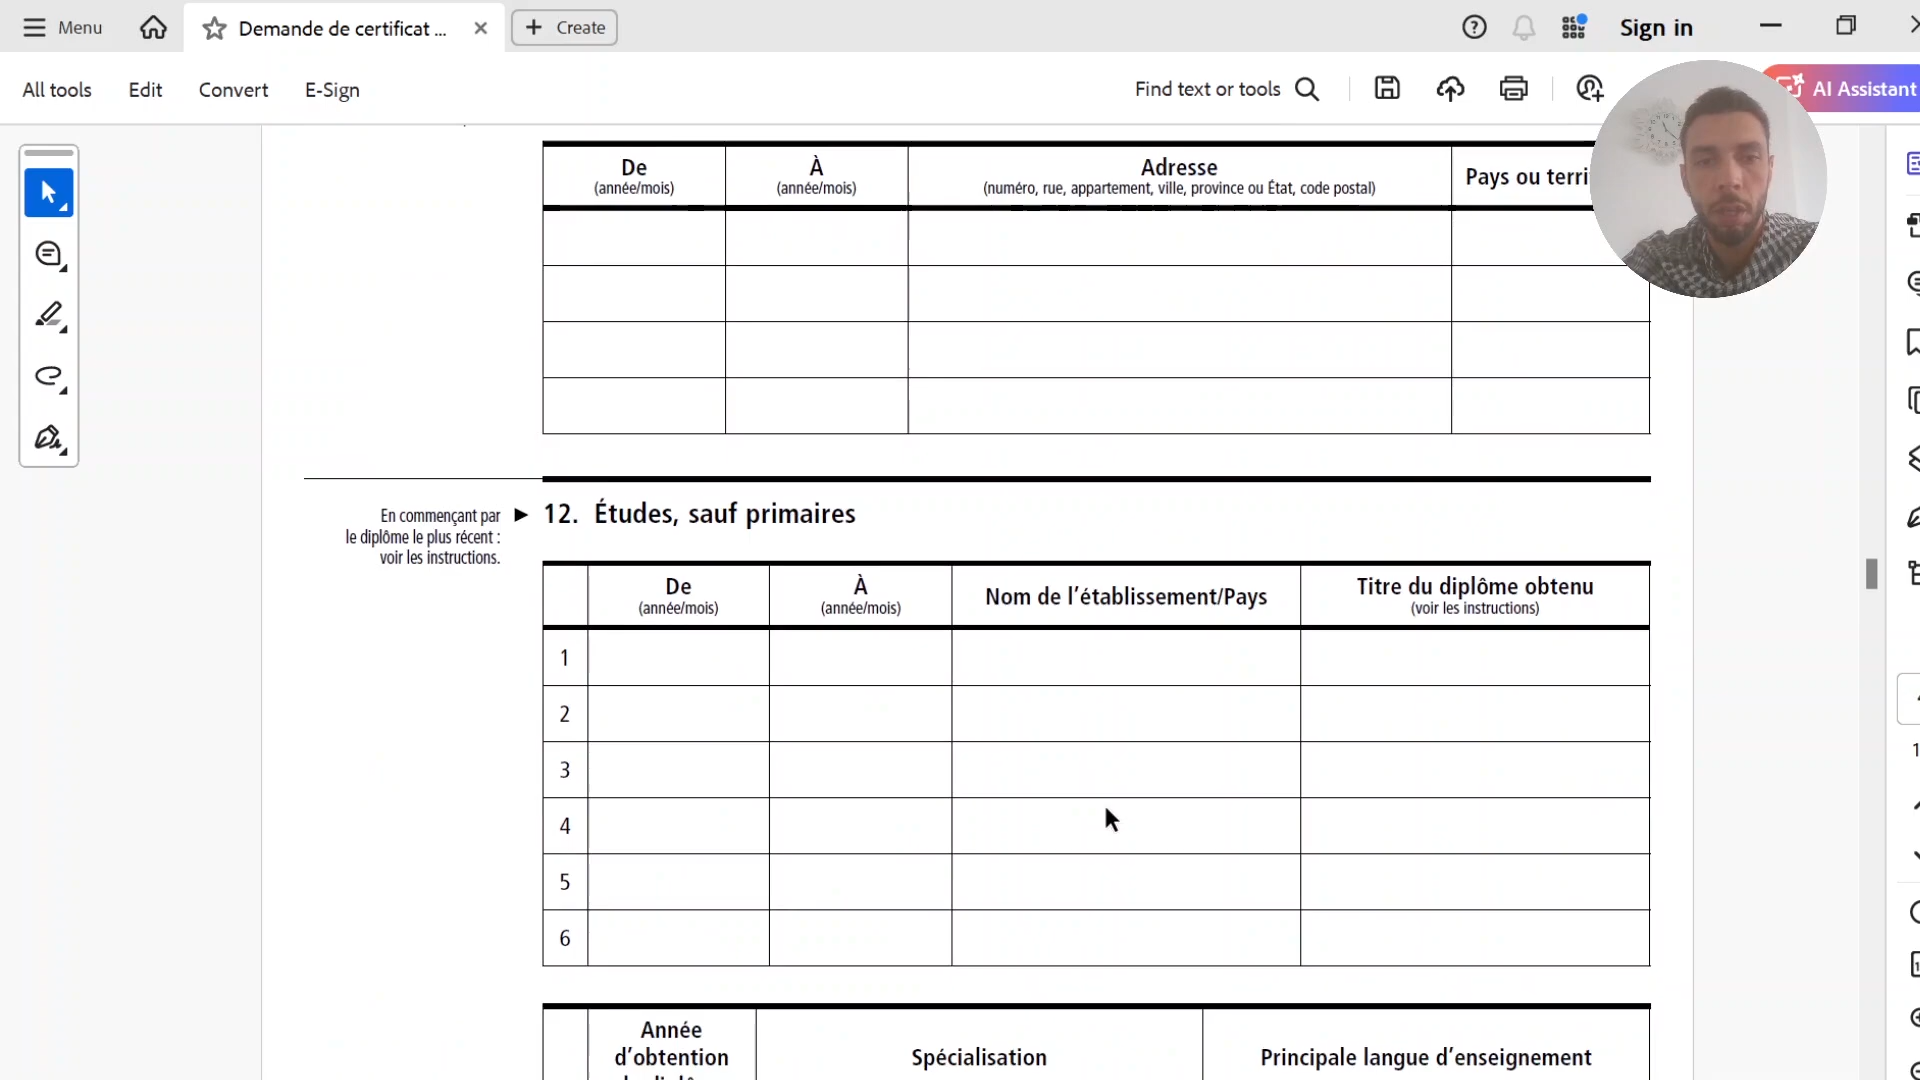 Menu
Demande de certificat ...
Create
Sign in
All tools
Edit
Convert
E-Sign
Find text or tools
AI Assistant
De
(année/mois)
À
(année/mois)
Adresse
(numéro, rue, appartement, ville, province ou État, code postal)
Pays ou terri
En commençant par
le diplôme le plus récent :
voir les instructions.
12. Études, sauf primaires
De
(année/mois)
À
(année/mois)
Nom de l'établissement/Pays
Titre du diplôme obtenu
(voir les instructions)
1
2
3
4
5
6
Année
d'obtention
Spécialisation
Principale langue d'enseignement